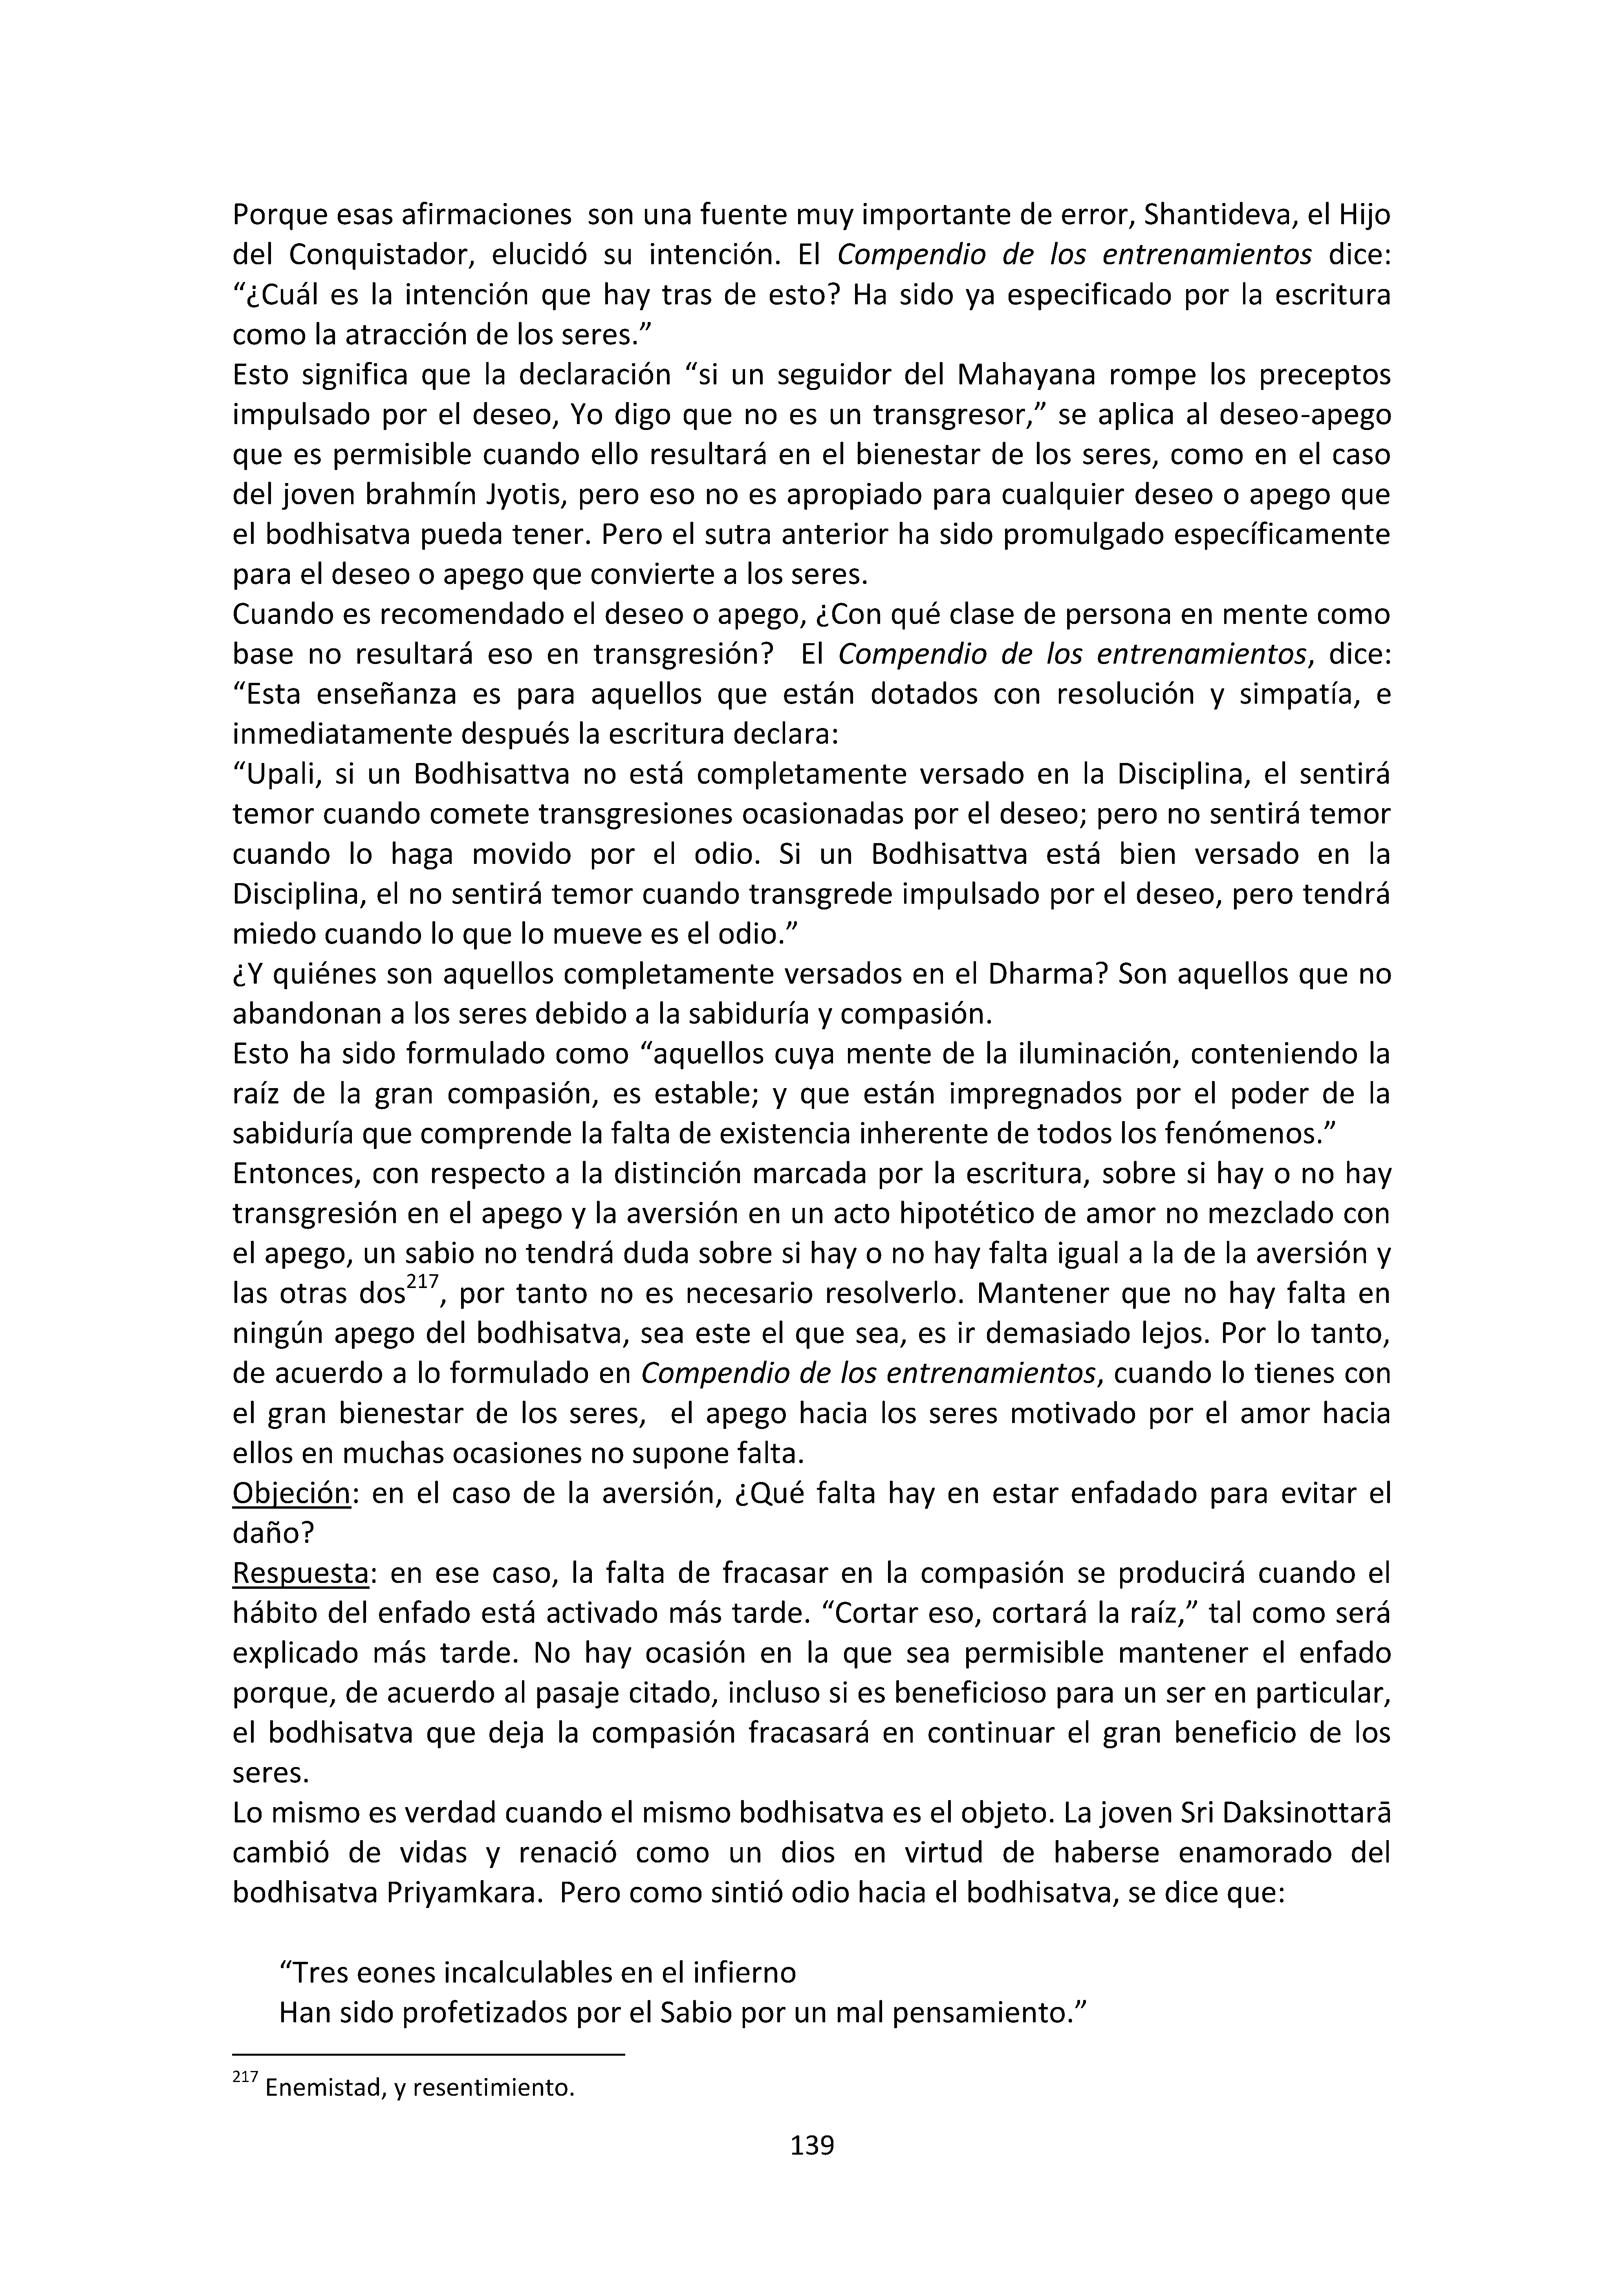 Porque esas afirmaciones  son una fuente muy importante de error, Shantideva, el Hijo
del Conquistador, elucidó su intención. El Compendio de los entrenamientos dice:
“¿Cuál es la intención que hay tras de esto? Ha sido ya especificado por la escritura
como la atracción de los seres.”
Esto significa que la declaración “si un seguidor del Mahayana rompe los preceptos
impulsado por el deseo, Yo digo que no es un transgresor,” se aplica al deseo-apego
que es permisible cuando ello resultará en el bienestar de los seres, como en el caso
del joven brahmín Jyotis, pero eso no es apropiado para cualquier deseo o apego que
el bodhisatva pueda tener. Pero el sutra anterior ha sido promulgado específicamente
para el deseo o apego que convierte a los seres.
Cuando es recomendado el deseo o apego, ¿Con qué clase de persona en mente como
base no resultará eso en transgresión?  El Compendio de los entrenamientos, dice:
“Esta enseñanza es para aquellos que están dotados con resolución y simpatía, e
inmediatamente después la escritura declara:
“Upali, si un Bodhisattva no está completamente versado en la Disciplina, el sentirá
temor cuando comete transgresiones ocasionadas por el deseo; pero no sentirá temor
cuando lo haga movido por el odio. Si un Bodhisattva está bien versado en la
Disciplina, el no sentirá temor cuando transgrede impulsado por el deseo, pero tendrá
miedo cuando lo que lo mueve es el odio.”
¿Y quiénes son aquellos completamente versados en el Dharma? Son aquellos que no
abandonan a los seres debido a la sabiduría y compasión.
Esto ha sido formulado como “aquellos cuya mente de la iluminación, conteniendo la
raíz de la gran compasión, es estable; y que están impregnados por el poder de la
sabiduría que comprende la falta de existencia inherente de todos los fenómenos.”
Entonces, con respecto a la distinción marcada por la escritura, sobre si hay o no hay
transgresión en el apego y la aversión en un acto hipotético de amor no mezclado con
el apego, un sabio no tendrá duda sobre si hay o no hay falta igual a la de la aversión y
las otras dos217, por tanto no es necesario resolverlo. Mantener que no hay falta en
ningún apego del bodhisatva, sea este el que sea, es ir demasiado lejos. Por lo tanto,
de acuerdo a lo formulado en Compendio de los entrenamientos, cuando lo tienes con
el gran bienestar de los seres,  el apego hacia los seres motivado por el amor hacia
ellos en muchas ocasiones no supone falta.
Objeción: en el caso de la aversión, ¿Qué falta hay en estar enfadado para evitar el
daño?
Respuesta: en ese caso, la falta de fracasar en la compasión se producirá cuando el
hábito del enfado está activado más tarde. “Cortar eso, cortará la raíz,” tal como será
explicado más tarde. No hay ocasión en la que sea permisible mantener el enfado
porque, de acuerdo al pasaje citado, incluso si es beneficioso para un ser en particular,
el bodhisatva que deja la compasión fracasará en continuar el gran beneficio de los
seres.
Lo mismo es verdad cuando el mismo bodhisatva es el objeto. La joven Sri Daksinottarā
cambió de vidas y renació como un dios en virtud de haberse enamorado del
bodhisatva Priyamkara.  Pero como sintió odio hacia el bodhisatva, se dice que:
“Tres eones incalculables en el infierno
Han sido profetizados por el Sabio por un mal pensamiento.”
217 Enemistad, y resentimiento.
139